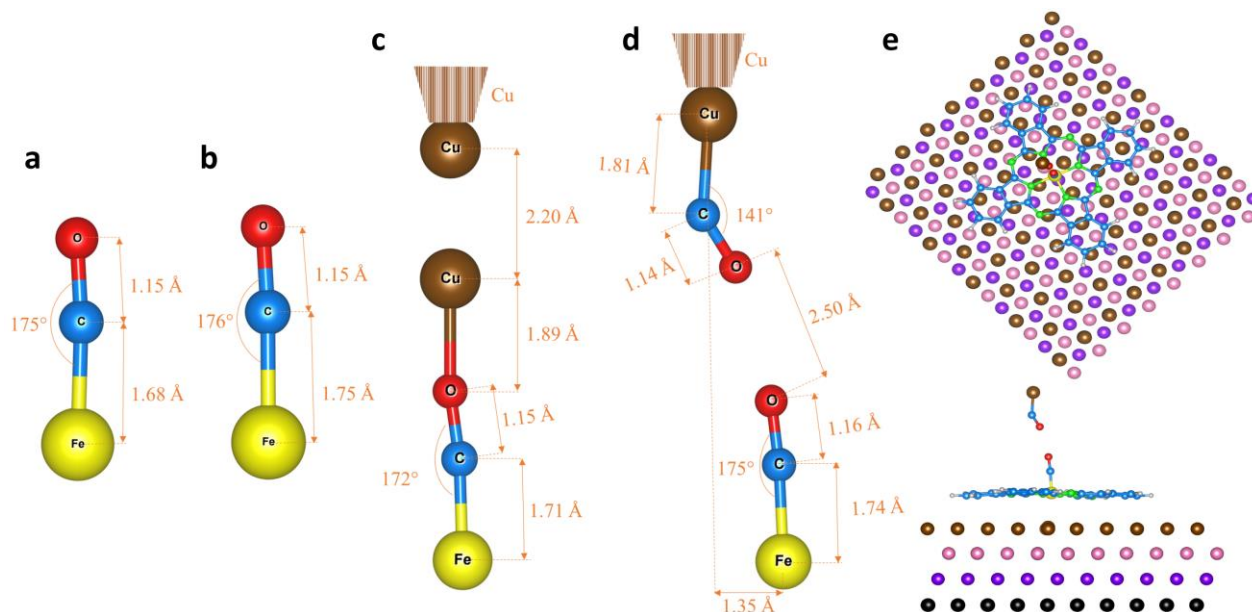 a
O
1.15 Å
C
175°
1.68 Å
Fe
b
O
1.15 Å
C
176°
1.75 Å
Fe
c
Cu
Cu
2.20 Å
Cu
1.89 Å
O
1.15 Å
C
172°
1.71 Å
Fe
d
Cu
Cu
1.81 Å
C
141°
1.14 Å
O
2.50 Å
O
1.16 Å
C
175°
1.74 Å
Fe
1.35 Å
e